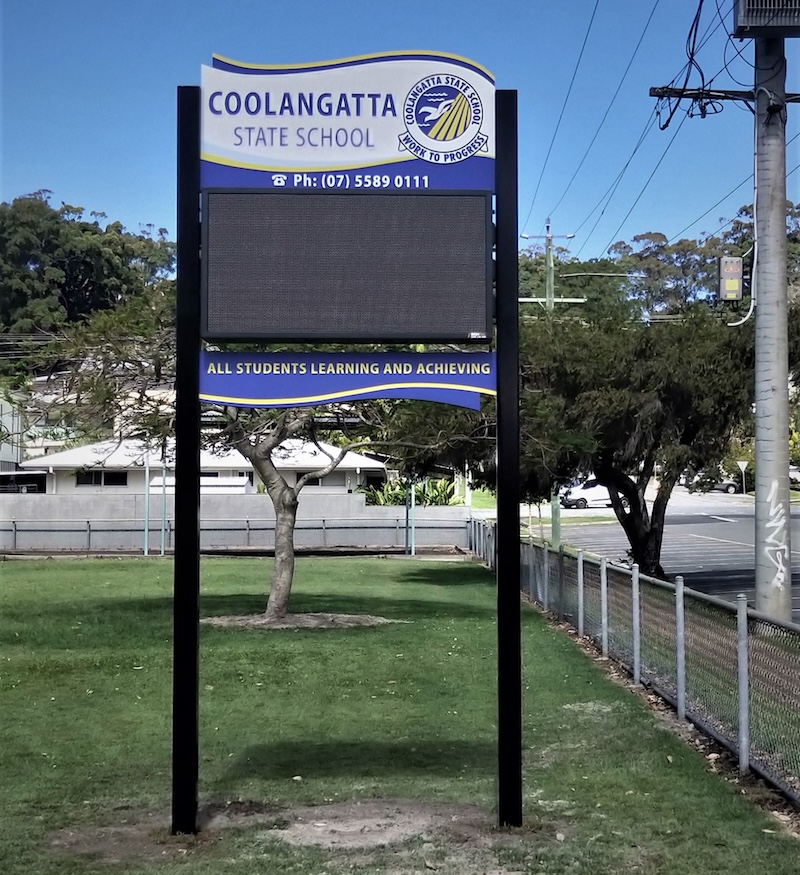 COOLANGATTA
STATE SCHOOL
COOLANGATTA STATE SCHOOL
WORK TO PROGRESS
☎ Ph: (07) 5589 0111
ALL STUDENTS LEARNING AND ACHIEVING